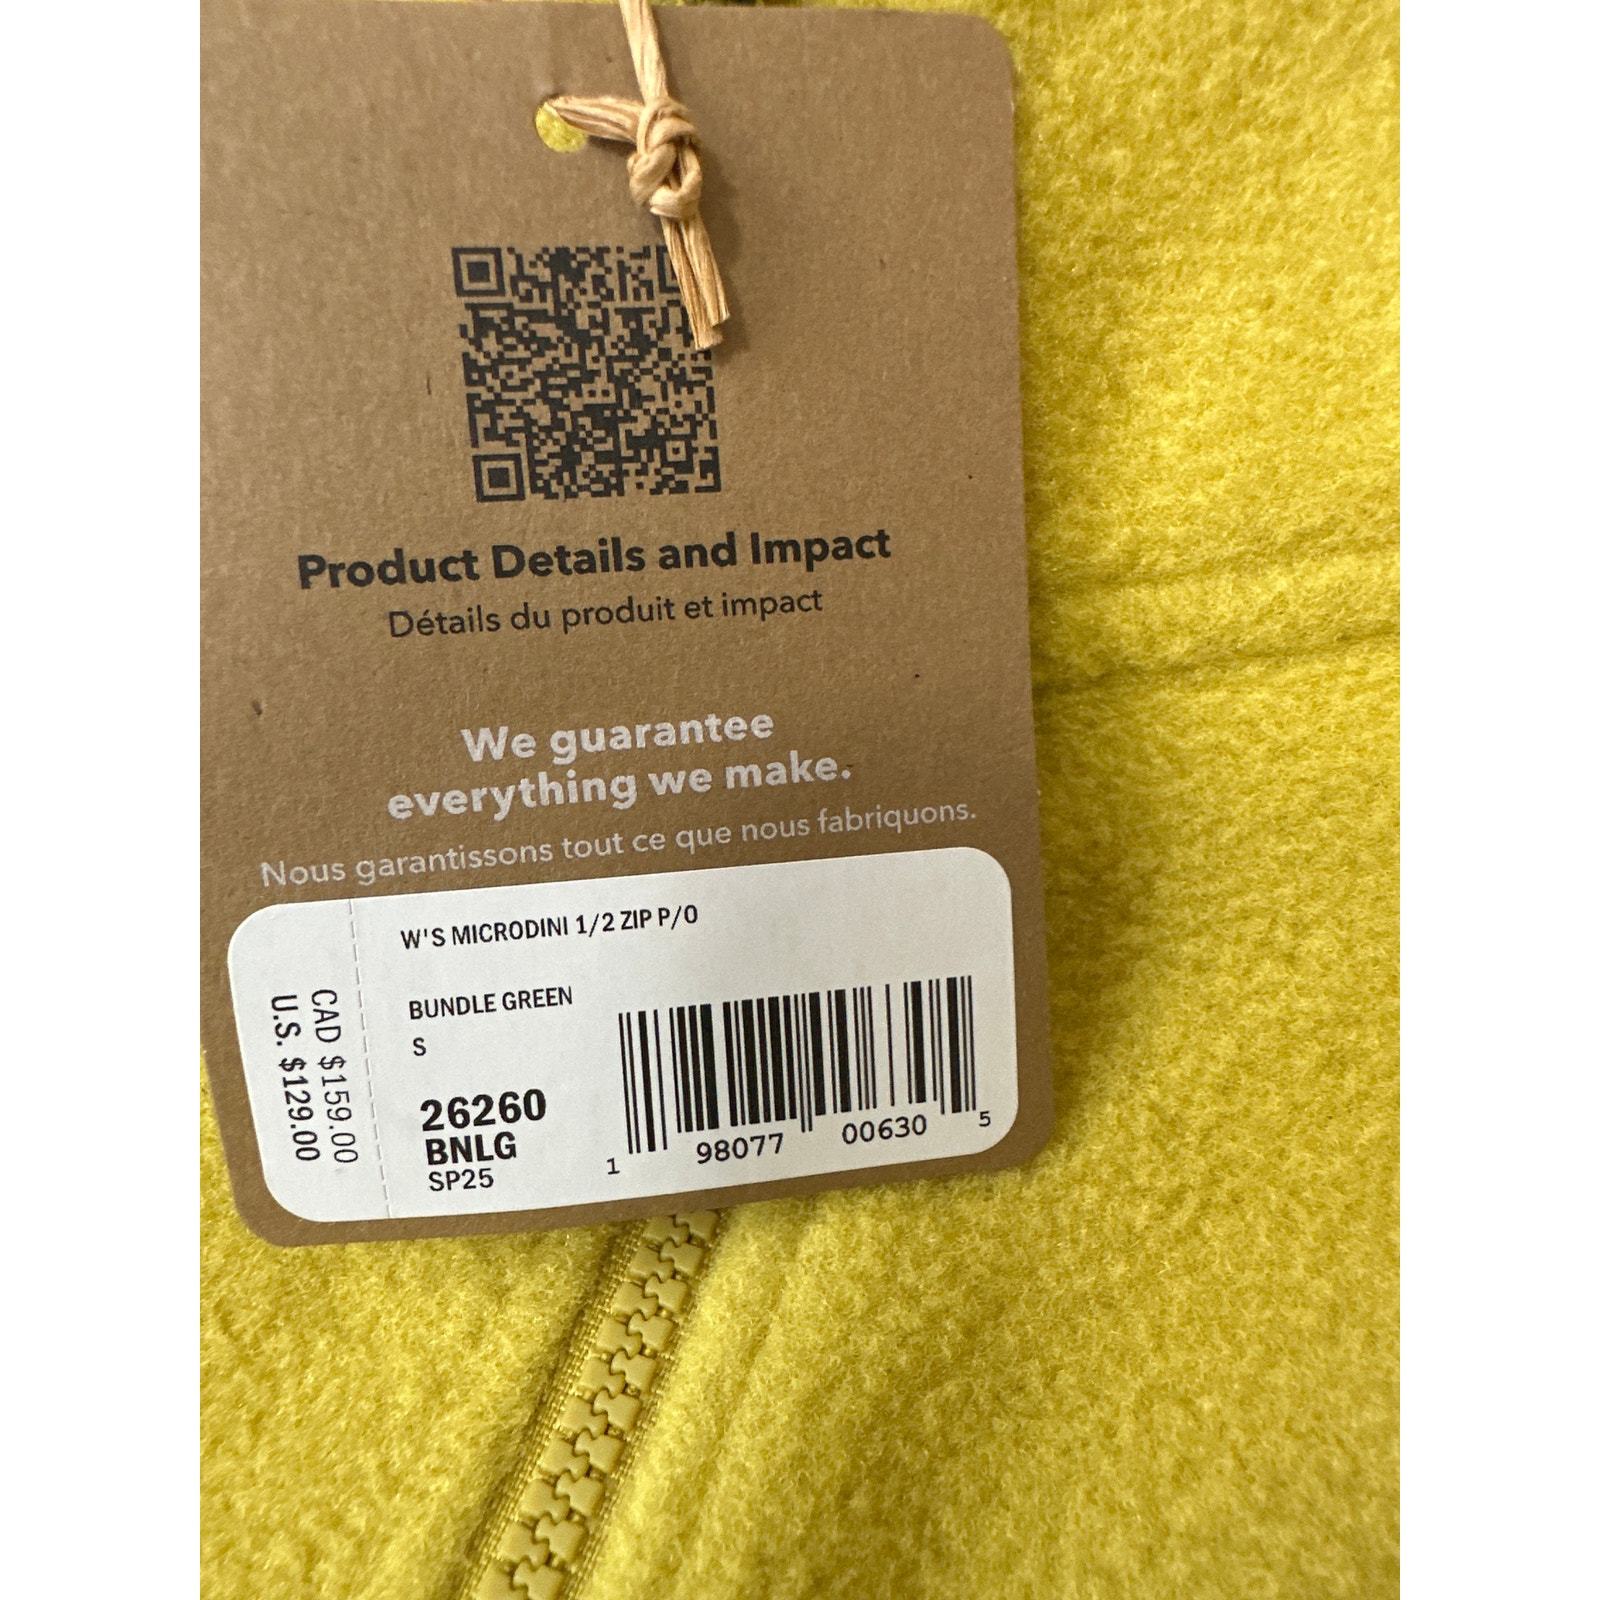 Product Details and Impact
Détails du produit et impact
We guarantee
everything we make.
Nous garantissons tout ce que nous fabriquons.
W'S MICRODINI 1/2 ZIP P/O
BUNDLE GREEN
S
26260
BNLG
SP25
1 98077 00630 5
CAD $159.00
U.S. $129.00